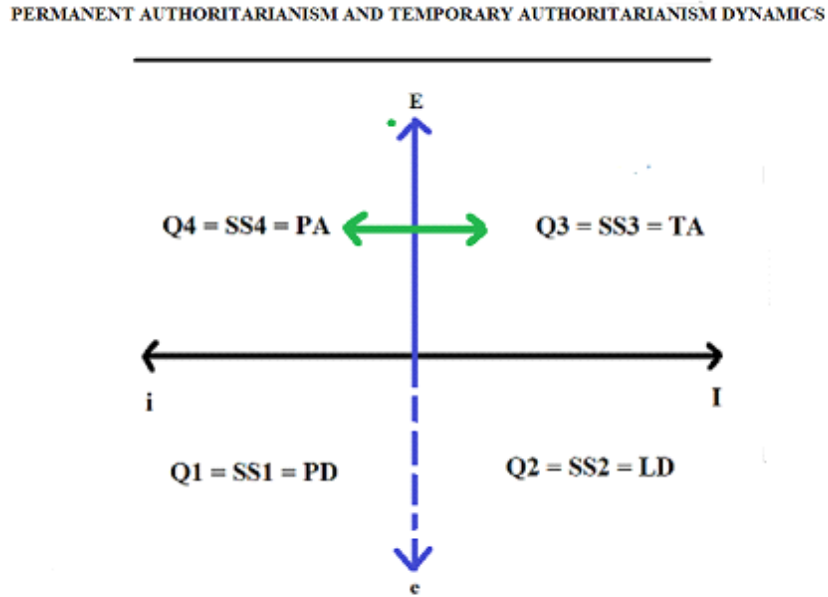 PERMANENT AUTHORITARIANISM AND TEMPORARY AUTHORITARIANISM DYNAMICS
E
Q4 = SS4 = PA
Q3 = SS3 = TA
i
I
Q1 = SS1 = PD
Q2 = SS2 = LD
e